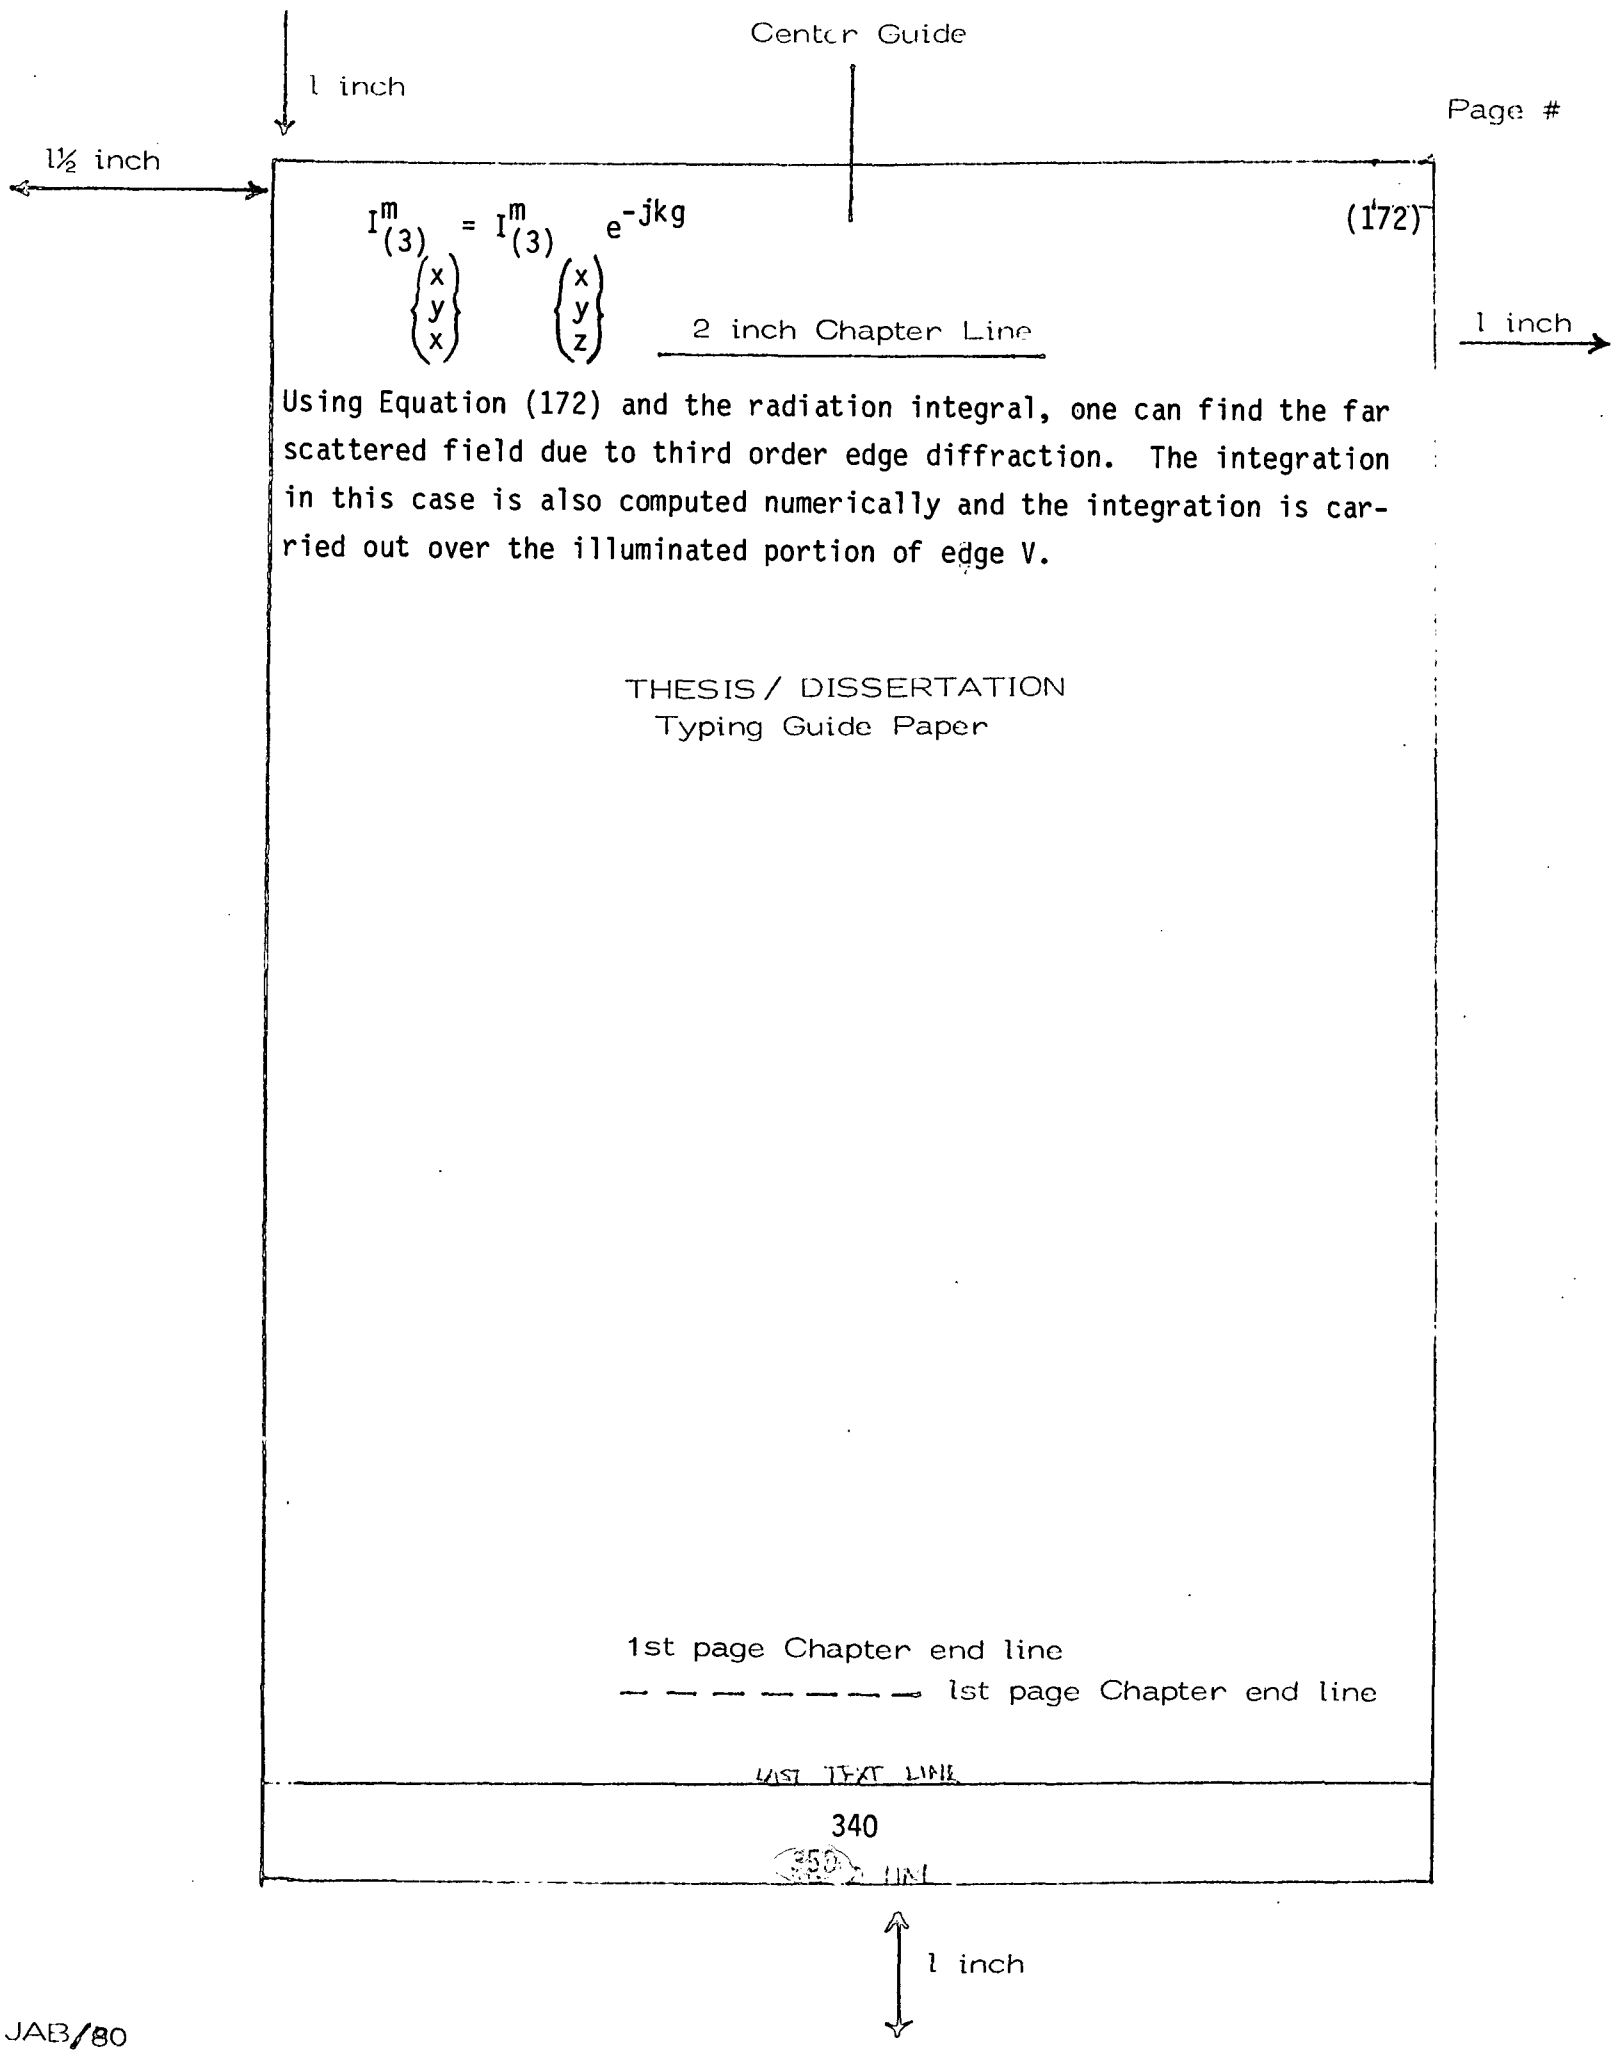 Center Guide
1 inch
Page #
1½ inch
I^m_(3) = I^m_(3) e^-jkg (172)
{x y x} {x y z}
2 inch Chapter Line
1 inch
Using Equation (172) and the radiation integral, one can find the far
scattered field due to third order edge diffraction. The integration
in this case is also computed numerically and the integration is car-
ried out over the illuminated portion of edge V.
THESIS / DISSERTATION
Typing Guide Paper
1st page Chapter end line
1st page Chapter end line
LAST TEXT LINE
340
350
LINE
1 inch
JAB/80